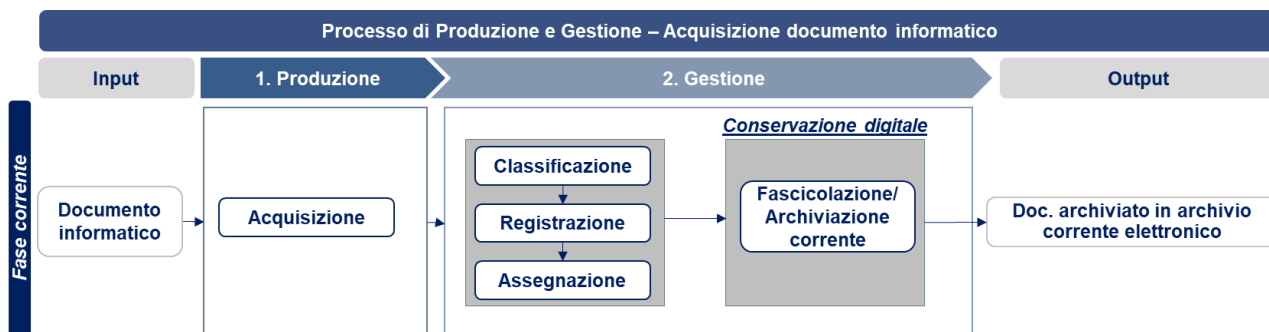 Processo di Produzione e Gestione – Acquisizione documento informatico
Input
1. Produzione
2. Gestione
Output
Fase corrente
Documento
informatico
Acquisizione
Classificazione
Registrazione
Assegnazione
Conservazione digitale
Fascicolazione/
Archiviazione
corrente
Doc. archiviato in archivio
corrente elettronico